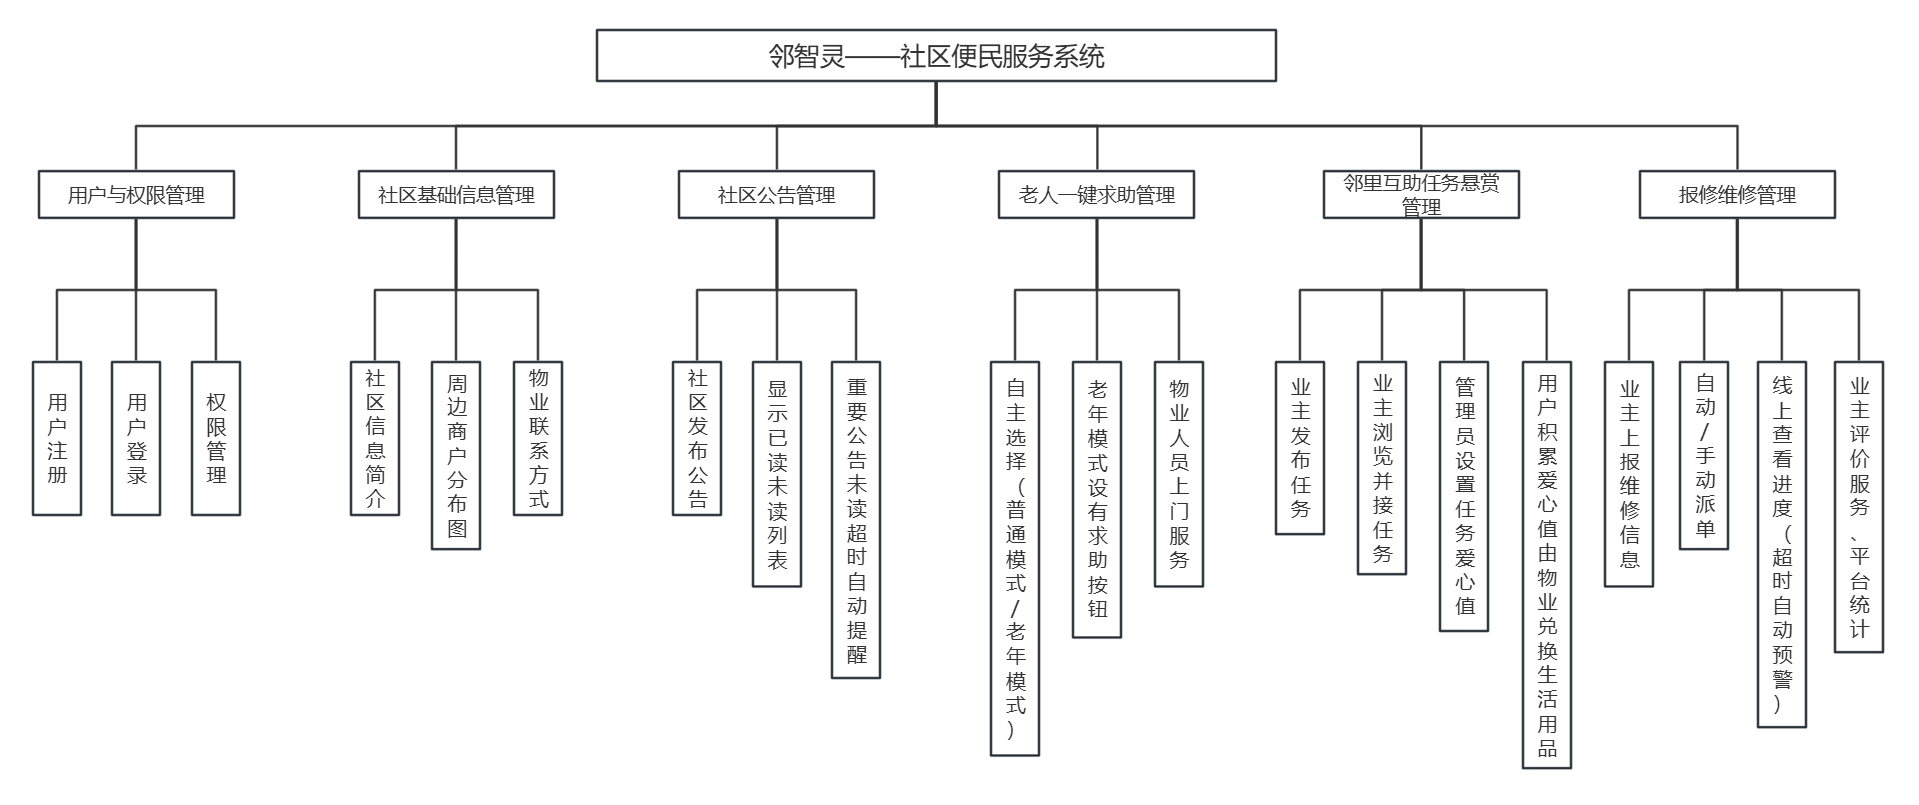 邻智灵——社区便民服务系统
用户与权限管理
社区基础信息管理
社区公告管理
老人一键求助管理
邻里互助任务悬赏
管理
报修维修管理
用户注册
用户登录
权限管理
社区信息简介
周边商户分布图
物业联系方式
社区发布公告
显示已读未读列表
重要公告未读超时自动提醒
自主选择（普通模式/老年模式）
老年模式设有求助按钮
物业人员上门服务
业主发布任务
业主浏览并接任务
管理员设置任务爱心值
用户积累爱心值由物业兑换生活用品
业主上报维修信息
自动/手动派单
线上查看进度（超时自动预警）
业主评价服务、平台统计